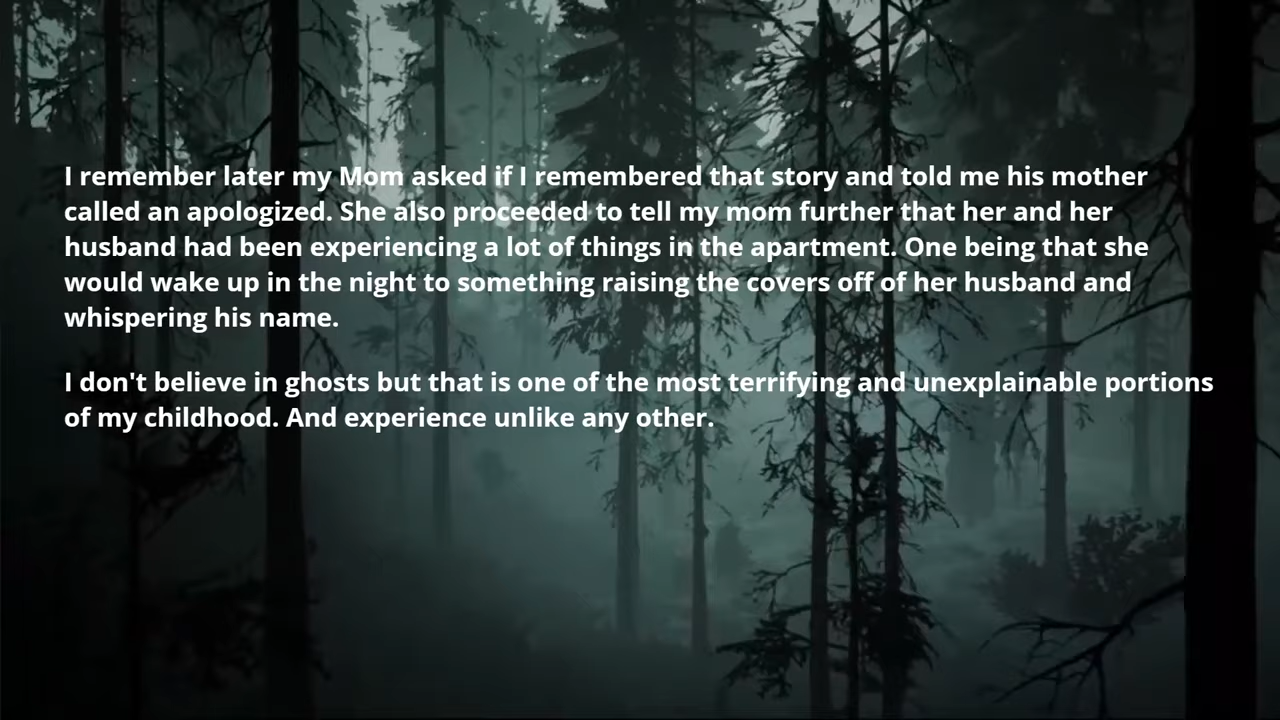 I remember later my Mom asked if I remembered that story and told me his mother
called an apologized. She also proceeded to tell my mom further that her and her
husband had been experiencing a lot of things in the apartment. One being that she
would wake up in the night to something raising the covers off of her husband and
whispering his name.
I don't believe in ghosts but that is one of the most terrifying and unexplainable portions
of my childhood. And experience unlike any other.